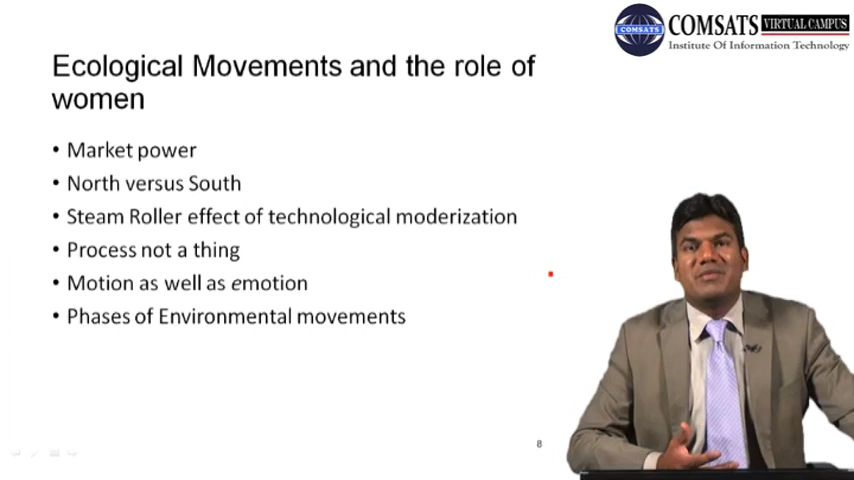 COMSATS VIRTUAL CAMPUS
COMSATS
Institute Of Information Technology
Ecological Movements and the role of
women
• Market power
• North versus South
• Steam Roller effect of technological moderization
• Process not a thing
• Motion as well as emotion
• Phases of Environmental movements
8